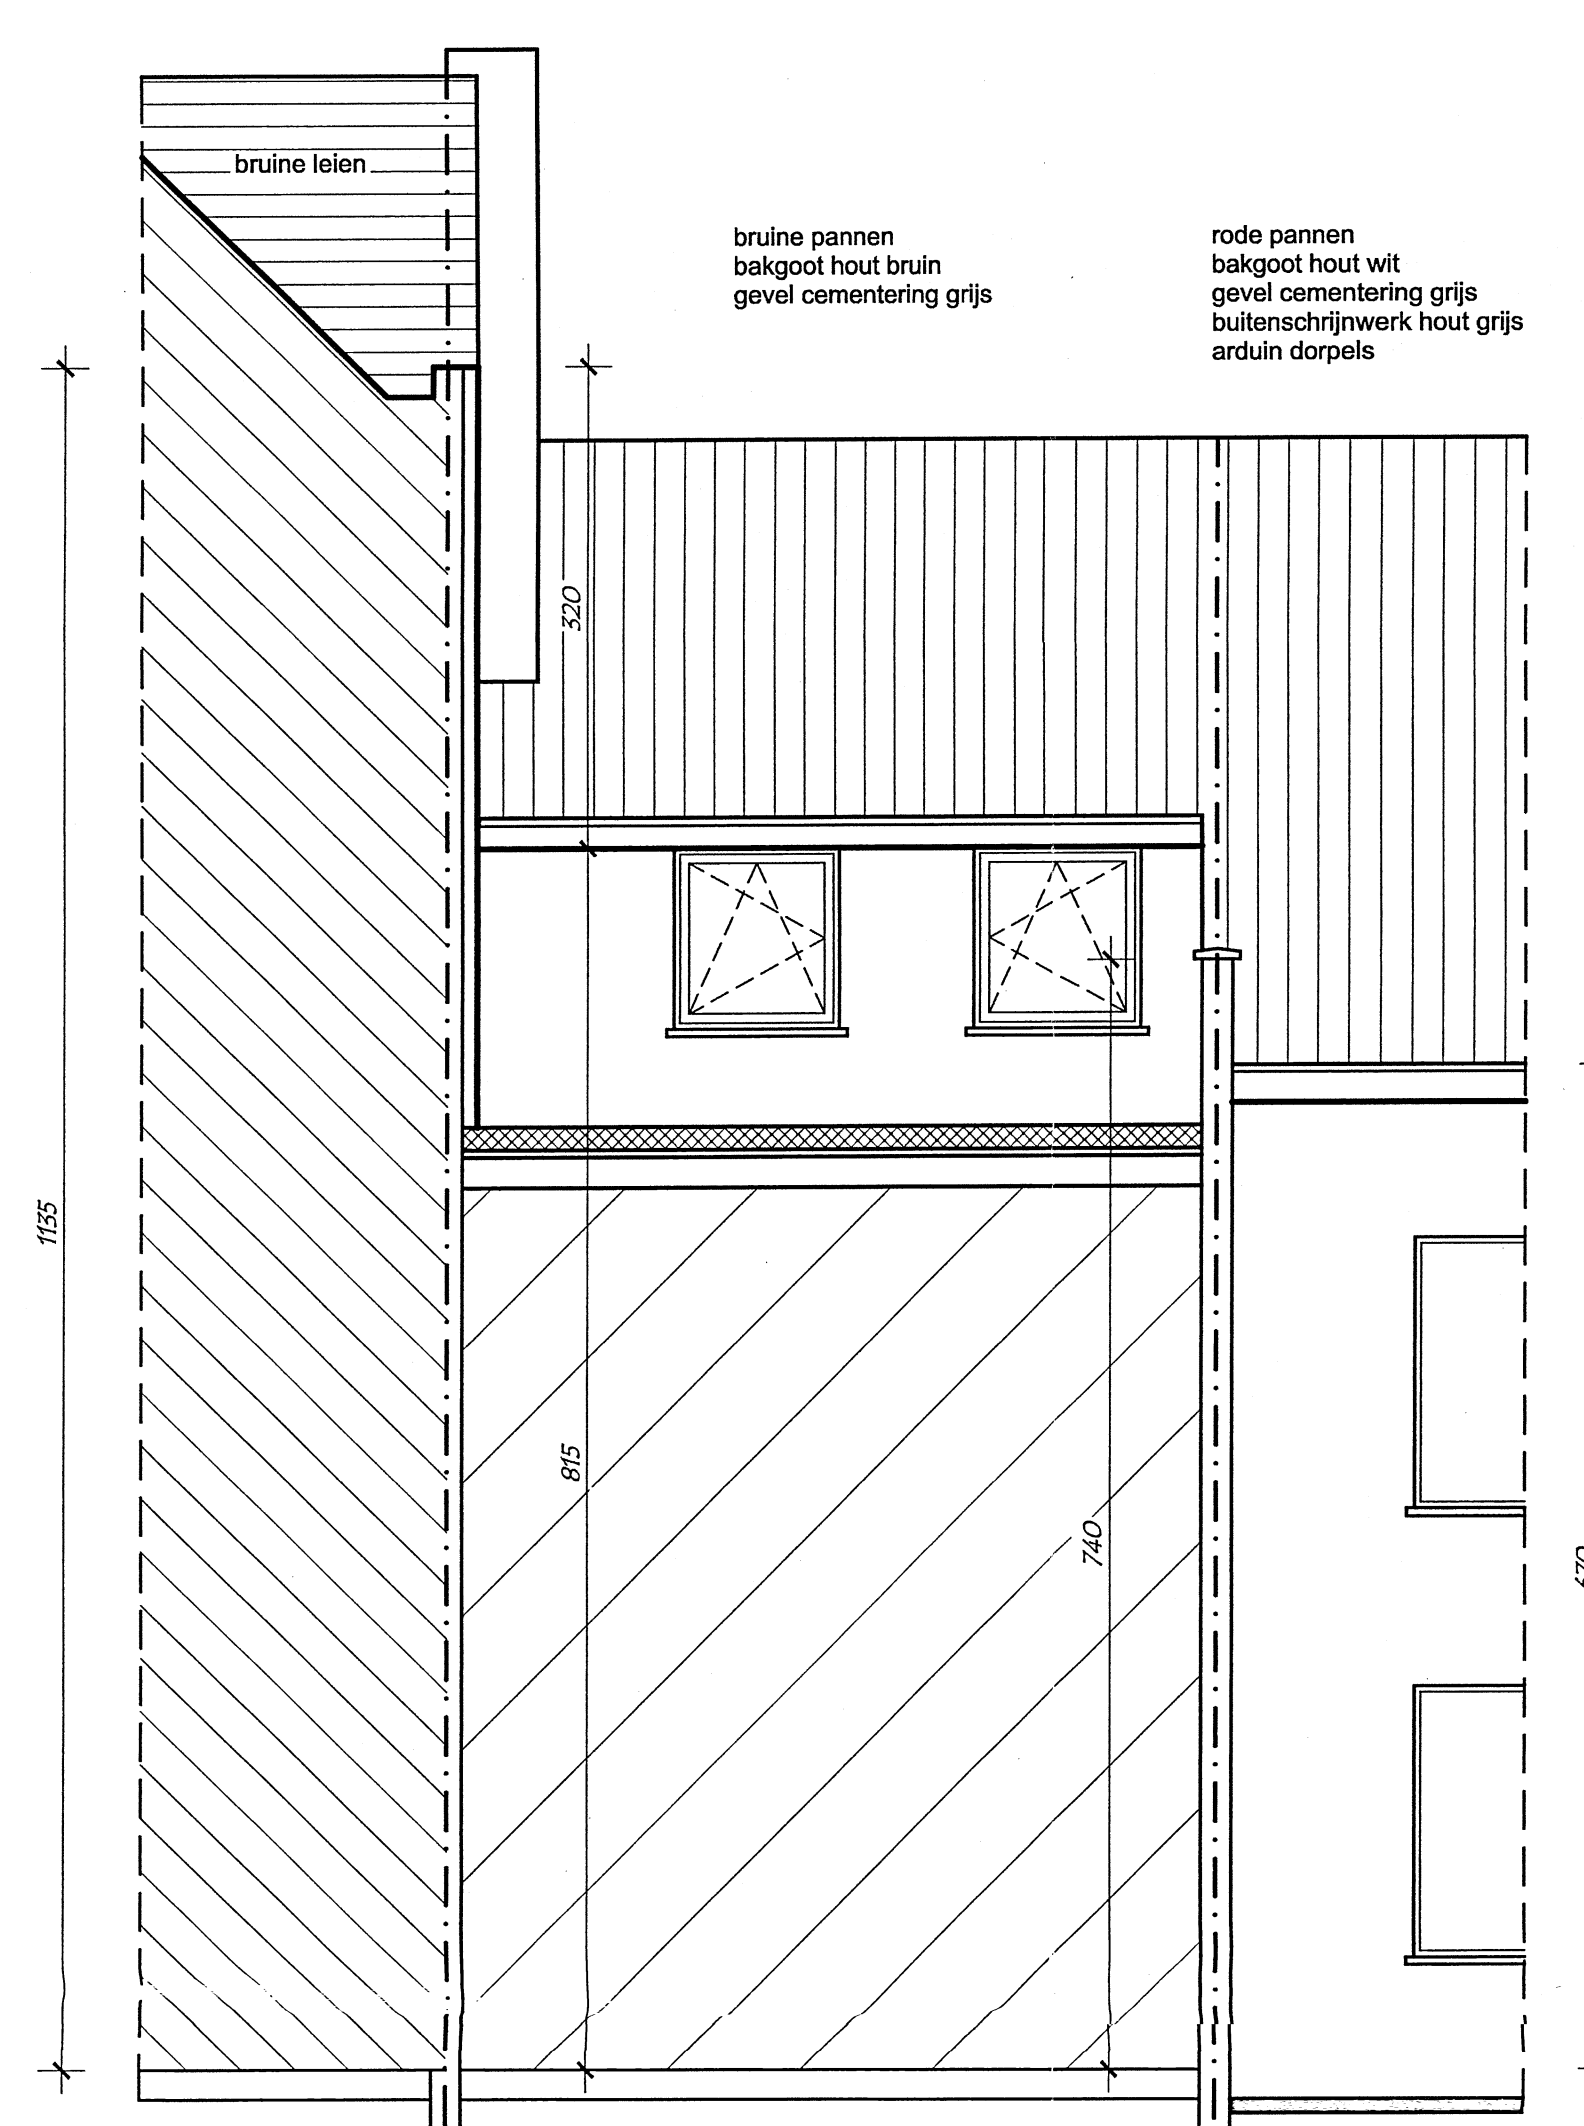 bruine leien
bruine pannen
bakgoot hout bruin
gevel cementering grijs
rode pannen
bakgoot hout wit
gevel cementering grijs
buitenschrijnwerk hout grijs
arduin dorpels
320
1135
815
740